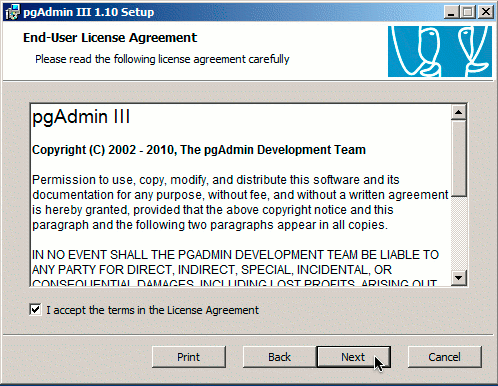 pgAdmin III 1.10 Setup
End-User License Agreement
Please read the following license agreement carefully
pgAdmin III
Copyright (C) 2002 - 2010, The pgAdmin Development Team
Permission to use, copy, modify, and distribute this software and its
documentation for any purpose, without fee, and without a written agreement
is hereby granted, provided that the above copyright notice and this
paragraph and the following two paragraphs appear in all copies.
IN NO EVENT SHALL THE PGADMIN DEVELOPMENT TEAM BE LIABLE TO
ANY PARTY FOR DIRECT, INDIRECT, SPECIAL, INCIDENTAL, OR
CONSEQUENTIAL DAMAGES, INCLUDING LOST PROFITS, ARISING OUT
I accept the terms in the License Agreement
Print Back Next Cancel